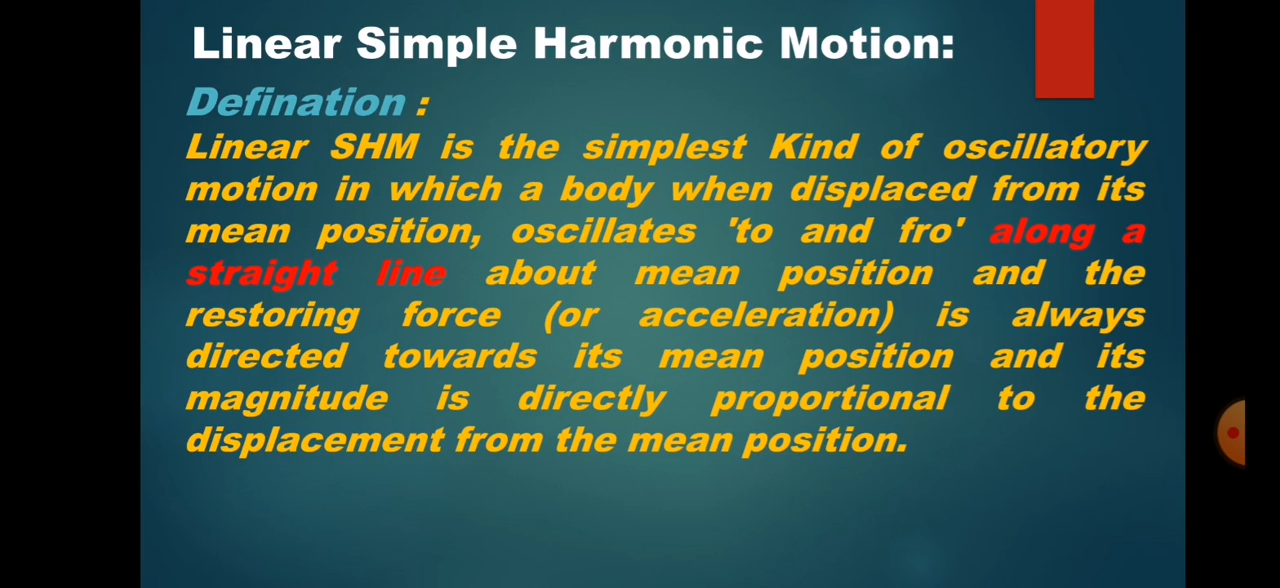 Linear Simple Harmonic Motion:
Defination :
Linear SHM is the simplest Kind of oscillatory
motion in which a body when displaced from its
mean position, oscillates 'to and fro' along a
straight line about mean position and the
restoring force (or acceleration) is always
directed towards its mean position and its
magnitude is directly proportional to the
displacement from the mean position.